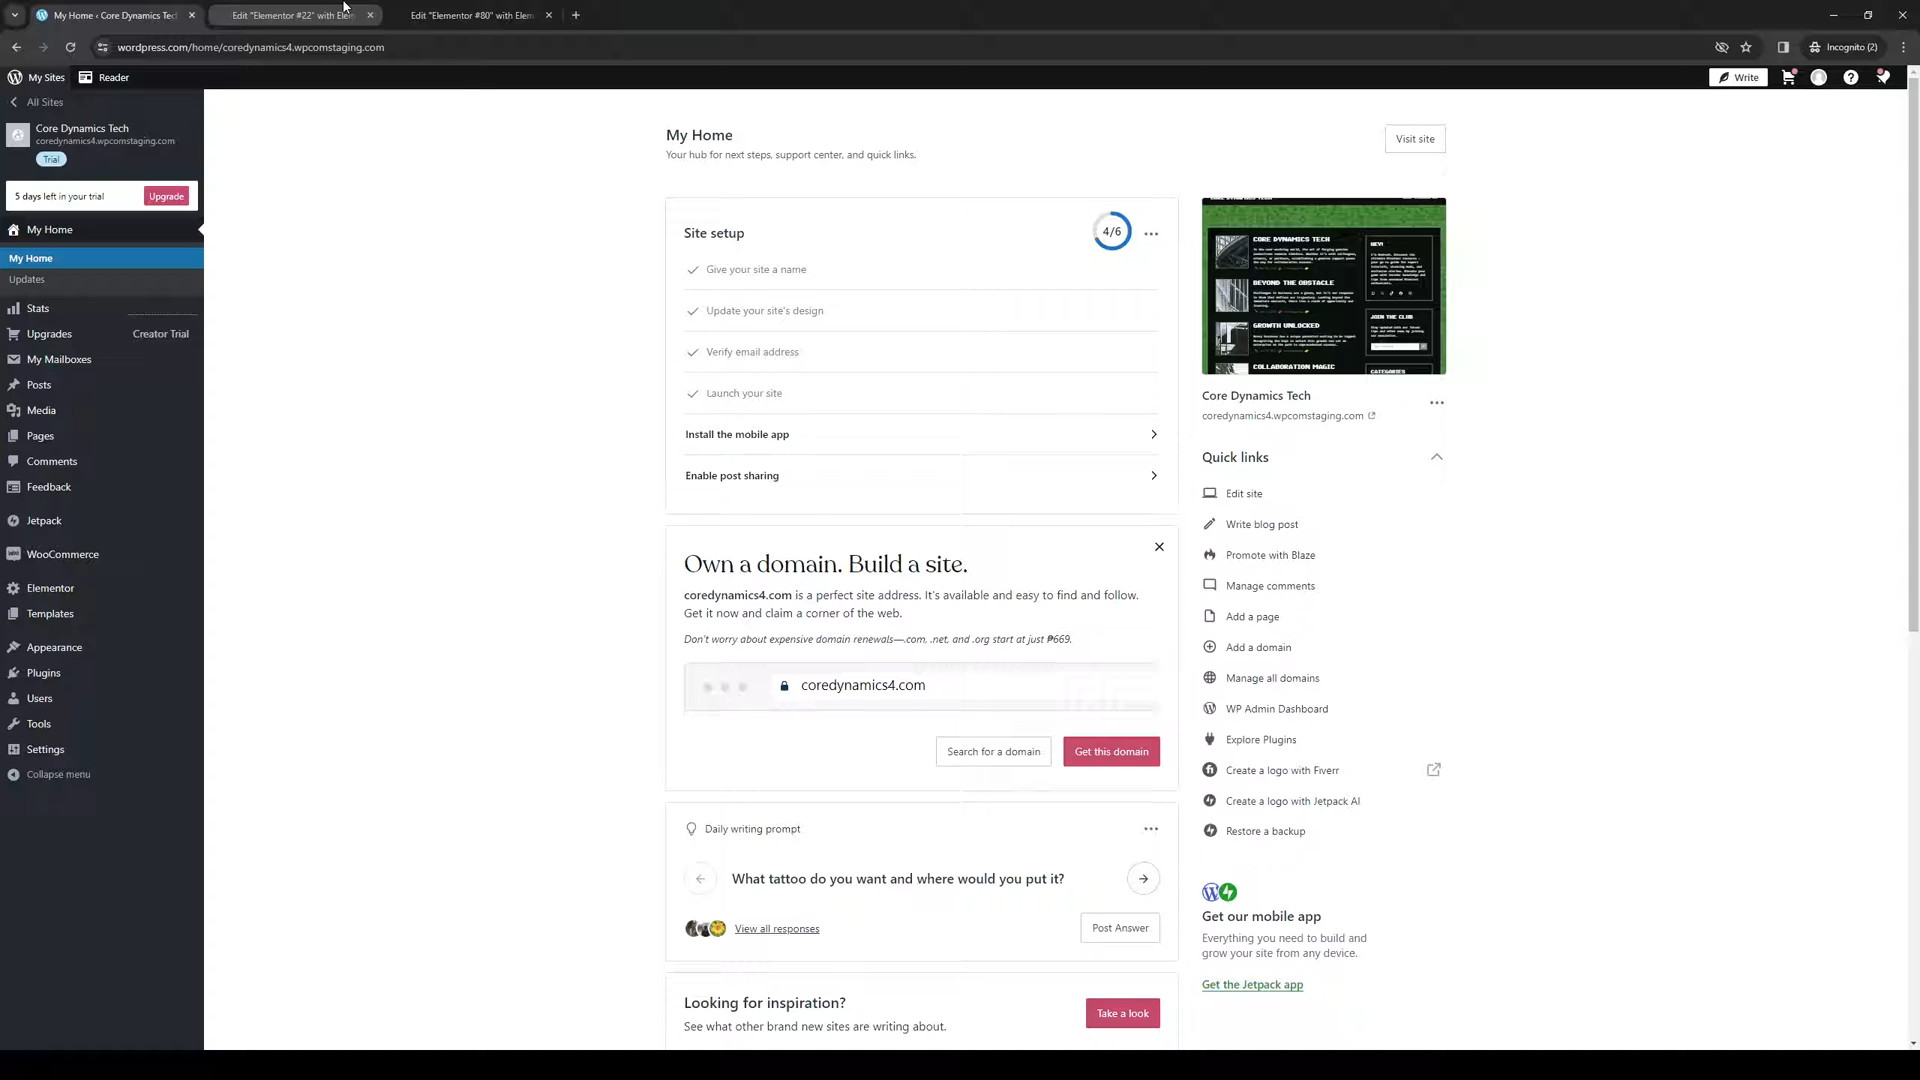 My Home ‹ Core Dynamics Tech
Edit "Elementor #22" with Elem
Edit "Elementor #80" with Elem
wordpress.com/home/coredynamics4.wpcomstaging.com
Incognito (2)
My Sites
Reader
Write
All Sites
Core Dynamics Tech
coredynamics4.wpcomstaging.com
Trial
5 days left in your trial
Upgrade
My Home
My Home
Updates
Stats
Upgrades
Creator Trial
My Mailboxes
Posts
Media
Pages
Comments
Feedback
Jetpack
WooCommerce
Elementor
Templates
Appearance
Plugins
Users
Tools
Settings
Collapse menu
My Home
Your hub for next steps, support center, and quick links.
Visit site
Site setup
4/6
Give your site a name
Update your site's design
Verify email address
Launch your site
Install the mobile app
Enable post sharing
Own a domain. Build a site.
coredynamics4.com is a perfect site address. It's available and easy to find and follow.
Get it now and claim a corner of the web.
Don't worry about expensive domain renewals—.com, .net, and .org start at just ₱669.
coredynamics4.com
Search for a domain
Get this domain
Daily writing prompt
What tattoo do you want and where would you put it?
View all responses
Post Answer
Looking for inspiration?
See what other brand new sites are writing about.
Take a look
CORE DYNAMICS TECH
BEYOND THE OBSTACLE
GROWTH UNLOCKED
COLLABORATION MAGIC
HEY!
JOIN THE CLUB
CATEGORIES
Core Dynamics Tech
coredynamics4.wpcomstaging.com
Quick links
Edit site
Write blog post
Promote with Blaze
Manage comments
Add a page
Add a domain
Manage all domains
WP Admin Dashboard
Explore Plugins
Create a logo with Fiverr
Create a logo with Jetpack AI
Restore a backup
Get our mobile app
Everything you need to build and
grow your site from any device.
Get the Jetpack app